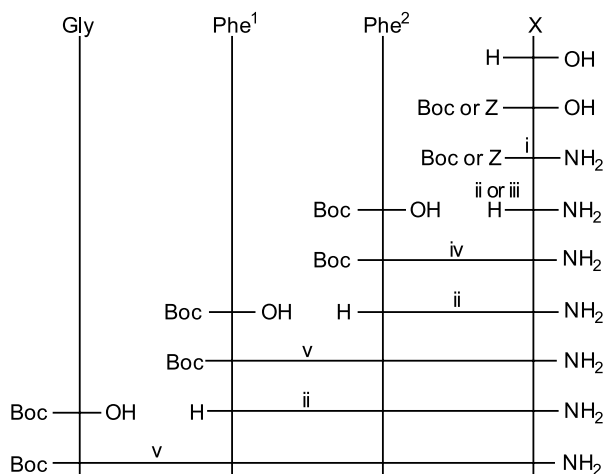 Gly Phe1 Phe2 X
H OH
Boc or Z OH
i
Boc or Z NH2
ii or iii
Boc OH H NH2
iv
Boc NH2
ii
Boc OH H NH2
v
Boc NH2
ii
Boc OH H NH2
v
Boc NH2